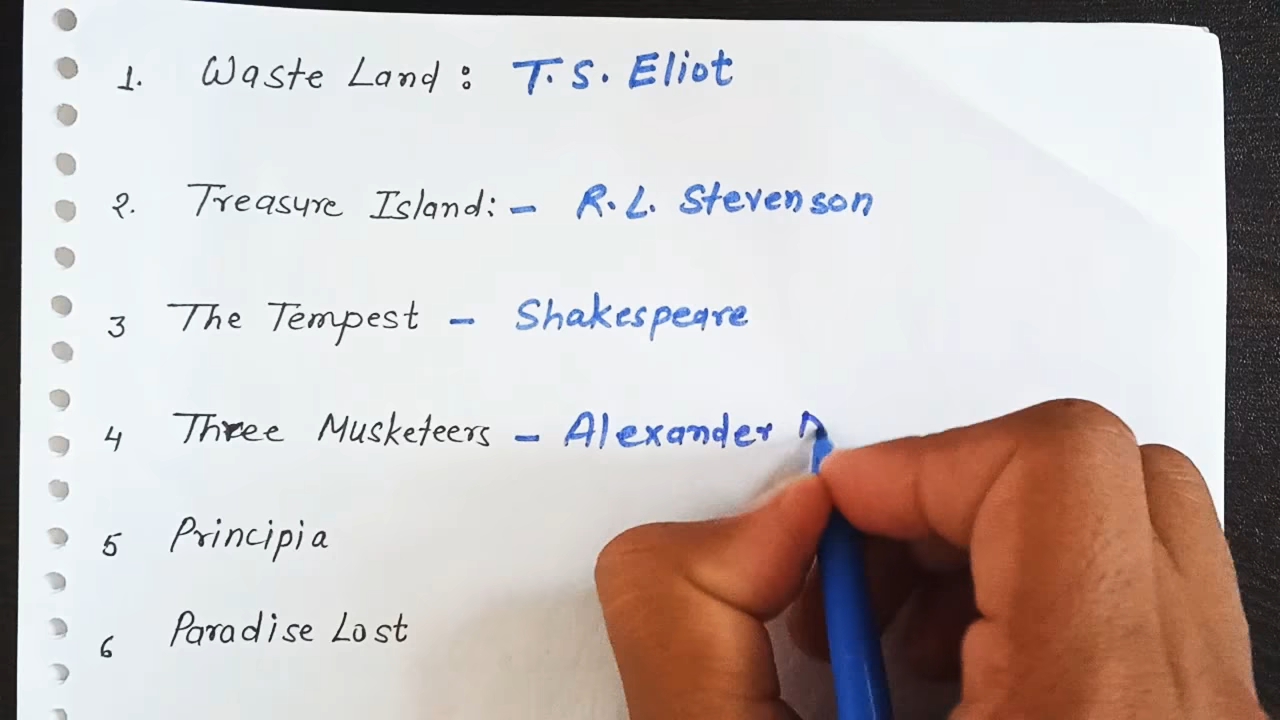 1. Waste Land : T. S. Eliot
2. Treasure Island :- R.L. Stevenson
3 The Tempest - Shakespeare
4 Three Musketeers - Alexander D
5 Principia
6 Paradise Lost